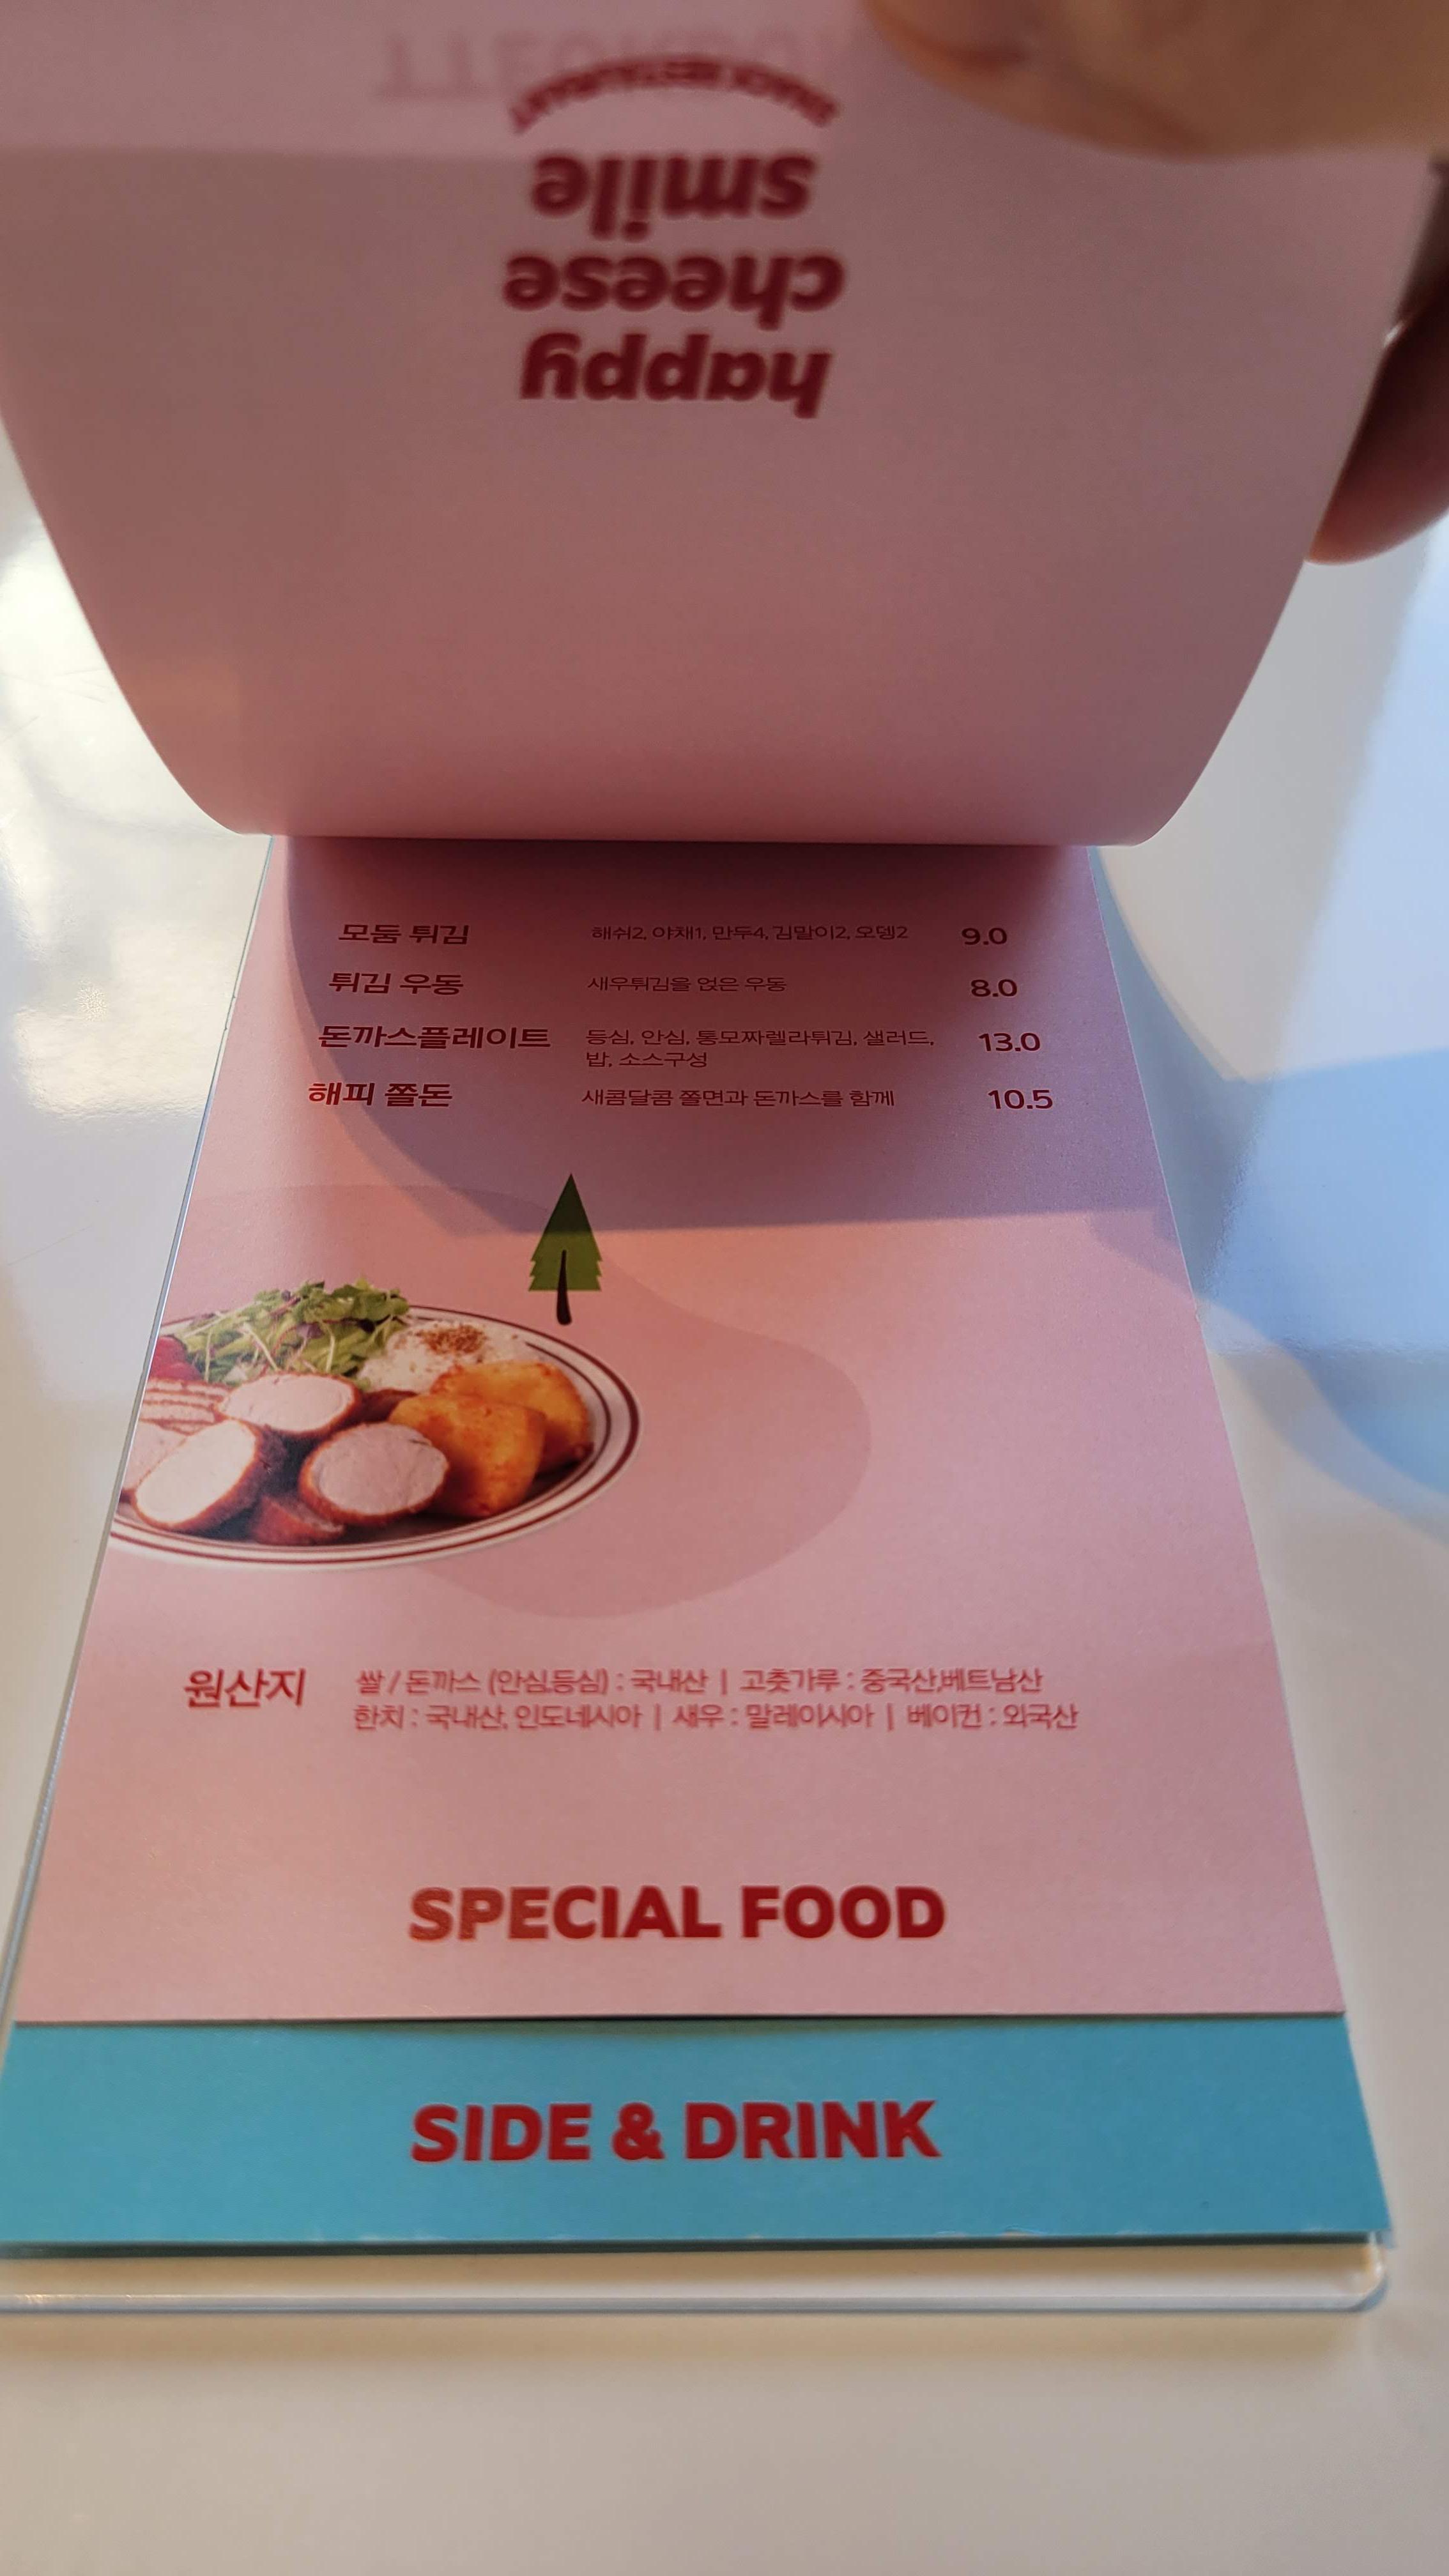 SNACK RESTAURANT
smile
cheese
happy
모둠 튀김 해쉬2, 야채1, 만두4, 김말이2, 오뎅2 9.0
튀김 우동 새우튀김을 얹은 우동 8.0
돈까스플레이트 등심, 안심, 통모짜렐라튀김, 샐러드, 13.0
밥, 소스구성
해피 쫄돈 새콤달콤 쫄면과 돈까스를 함께 10.5
원산지 쌀 / 돈까스 (안심,등심) : 국내산 | 고춧가루 : 중국산,베트남산
한치 : 국내산, 인도네시아 | 새우 : 말레이시아 | 베이컨 : 외국산
SPECIAL FOOD
SIDE & DRINK